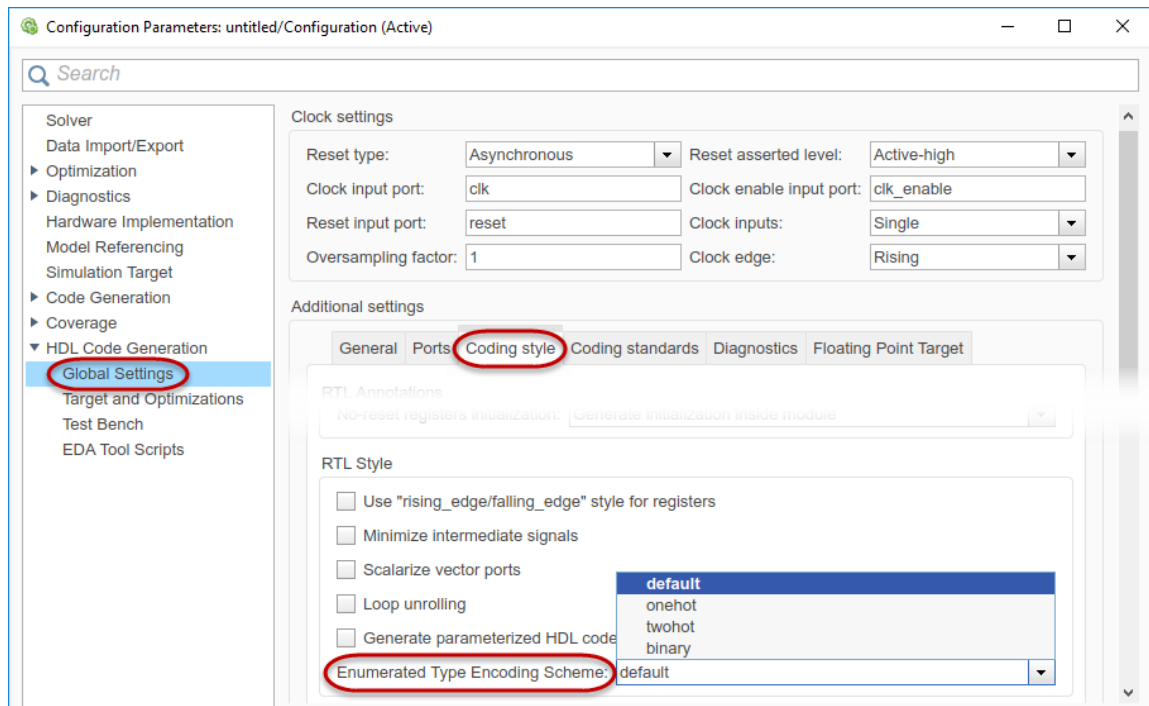 Configuration Parameters: untitled/Configuration (Active)
Search
Solver
Data Import/Export
Optimization
Diagnostics
Hardware Implementation
Model Referencing
Simulation Target
Code Generation
Coverage
HDL Code Generation
Global Settings
Target and Optimizations
Test Bench
EDA Tool Scripts
Clock settings
Reset type: Asynchronous Reset asserted level: Active-high
Clock input port: clk Clock enable input port: clk_enable
Reset input port: reset Clock inputs: Single
Oversampling factor: 1 Clock edge: Rising
Additional settings
General Ports Coding style Coding standards Diagnostics Floating Point Target
RTL Annotations
No-reset registers initialization: Generate initialization inside module
RTL Style
Use "rising_edge/falling_edge" style for registers
Minimize intermediate signals
Scalarize vector ports
Loop unrolling
Generate parameterized HDL code
default
onehot
twohot
binary
Enumerated Type Encoding Scheme: default